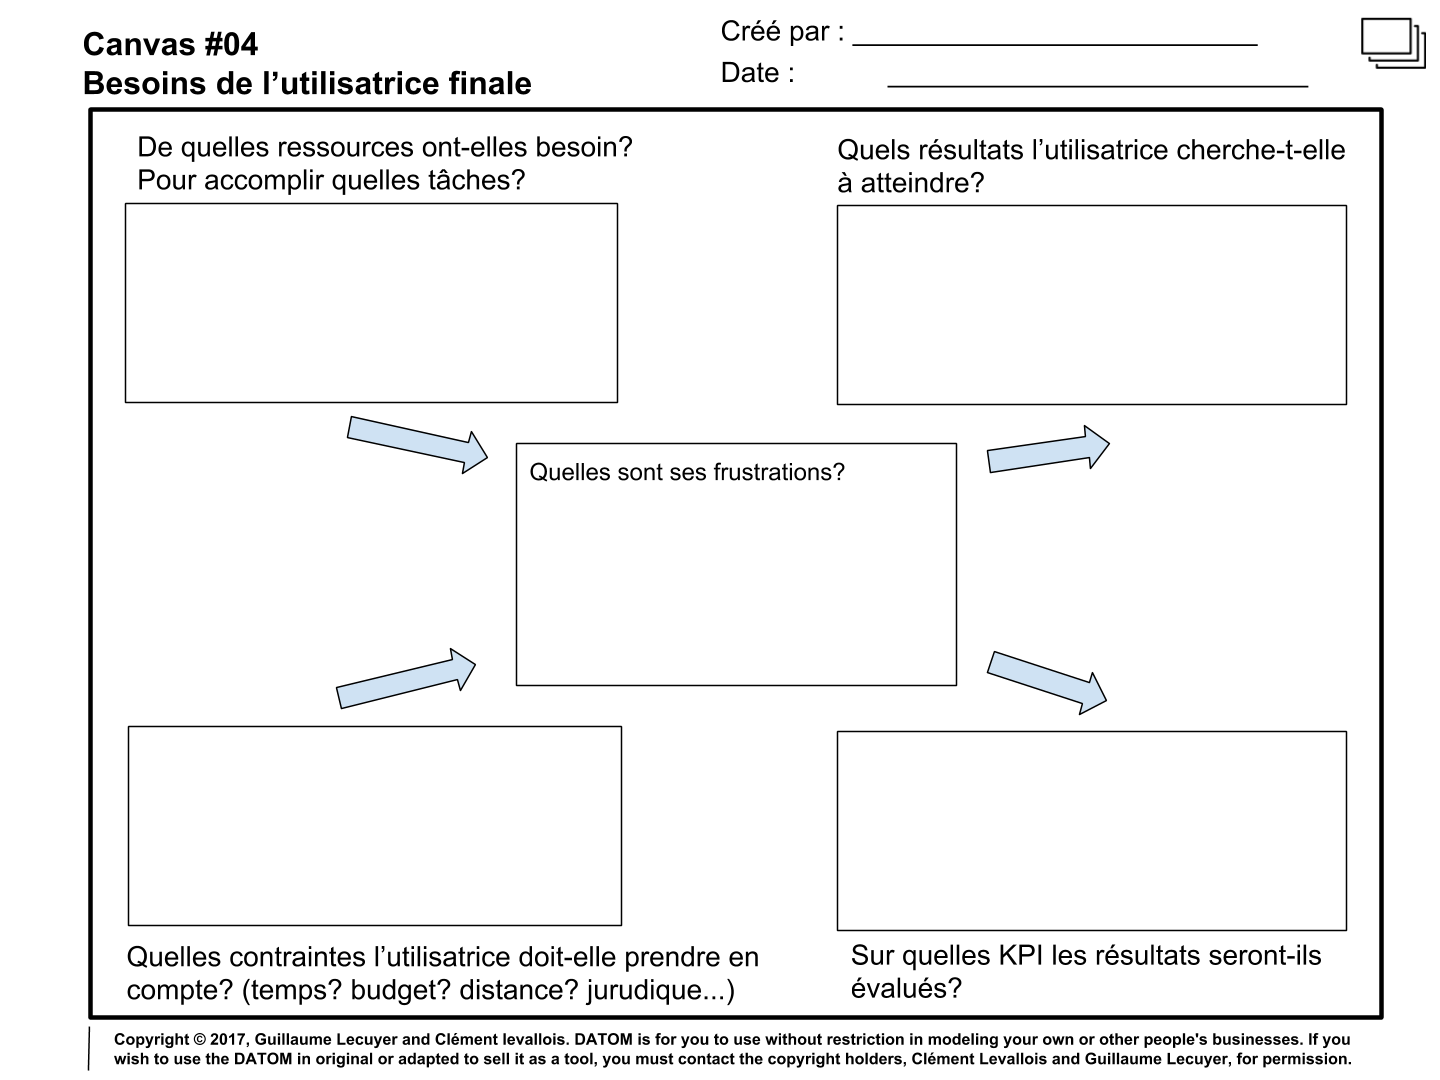 Canvas #04
Besoins de l’utilisatrice finale
Créé par :
Date :
De quelles ressources ont-elles besoin?
Pour accomplir quelles tâches?
Quels résultats l’utilisatrice cherche-t-elle
à atteindre?
Quelles sont ses frustrations?
Quelles contraintes l’utilisatrice doit-elle prendre en
compte? (temps? budget? distance? jurudique...)
Sur quelles KPI les résultats seront-ils
évalués?
Copyright © 2017, Guillaume Lecuyer and Clément levallois. DATOM is for you to use without restriction in modeling your own or other people's businesses. If you
wish to use the DATOM in original or adapted to sell it as a tool, you must contact the copyright holders, Clément Levallois and Guillaume Lecuyer, for permission.